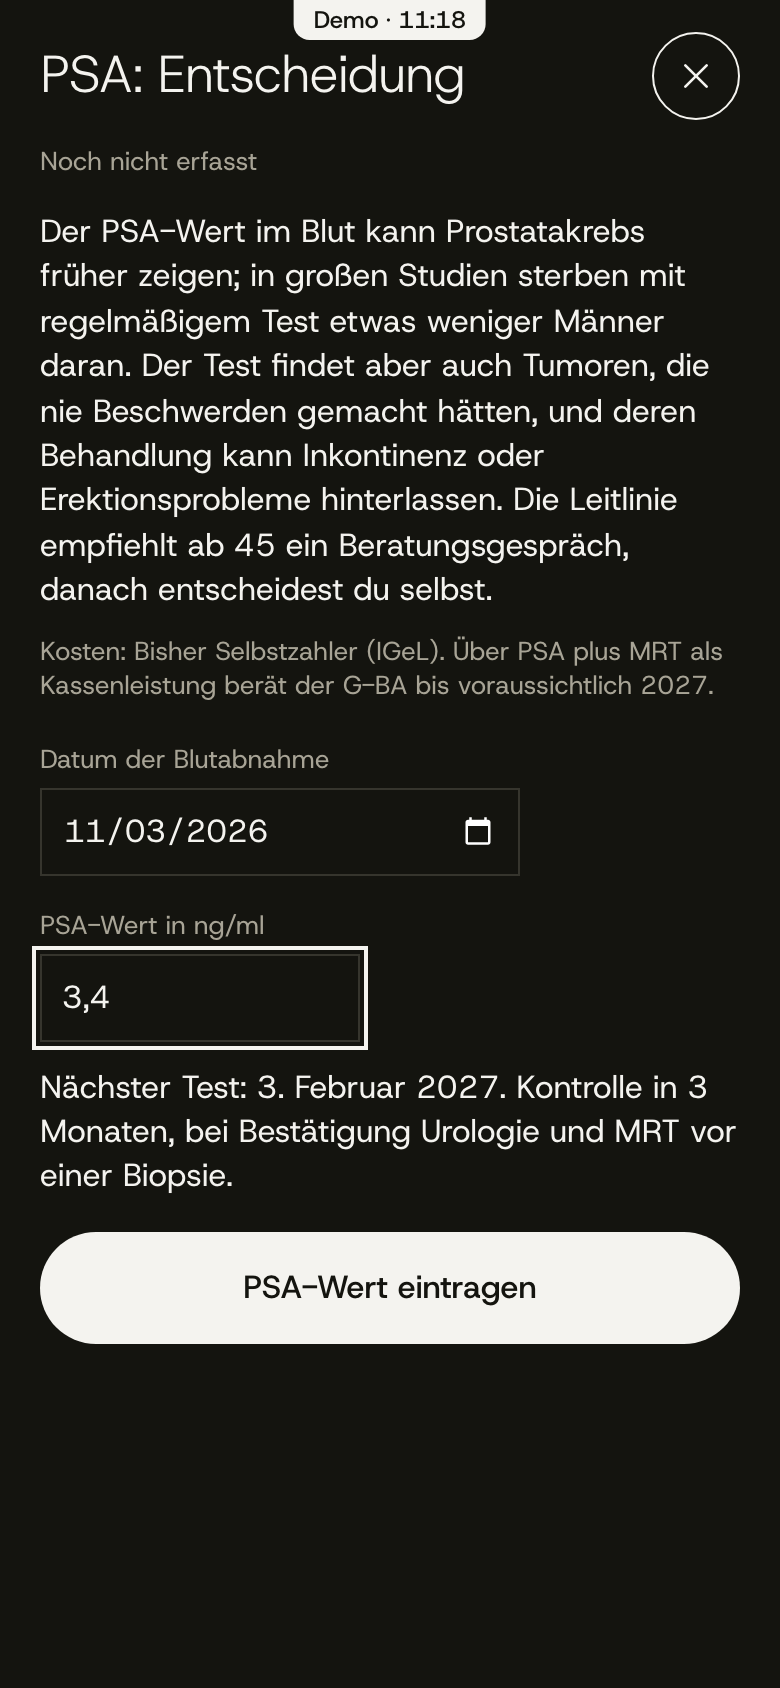 Demo · 11:18
PSA: Entscheidung
Noch nicht erfasst
Der PSA-Wert im Blut kann Prostatakrebs
früher zeigen; in großen Studien sterben mit
regelmäßigem Test etwas weniger Männer
daran. Der Test findet aber auch Tumoren, die
nie Beschwerden gemacht hätten, und deren
Behandlung kann Inkontinenz oder
Erektionsprobleme hinterlassen. Die Leitlinie
empfiehlt ab 45 ein Beratungsgespräch,
danach entscheidest du selbst.
Kosten: Bisher Selbstzahler (IGeL). Über PSA plus MRT als
Kassenleistung berät der G-BA bis voraussichtlich 2027.
Datum der Blutabnahme
11/03/2026
PSA-Wert in ng/ml
3,4
Nächster Test: 3. Februar 2027. Kontrolle in 3
Monaten, bei Bestätigung Urologie und MRT vor
einer Biopsie.
PSA-Wert eintragen